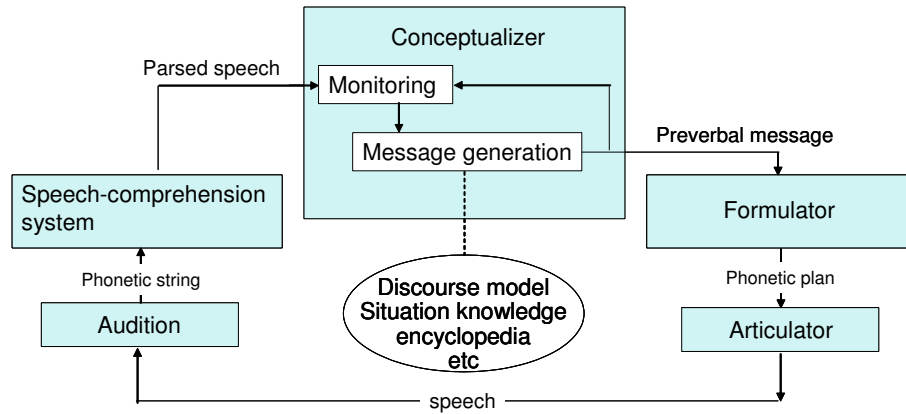 Conceptualizer
Parsed speech
Monitoring
Preverbal message
Message generation
Speech-comprehension
system
Formulator
Phonetic string
Discourse model
Situation knowledge
encyclopedia
etc
Phonetic plan
Audition
Articulator
speech